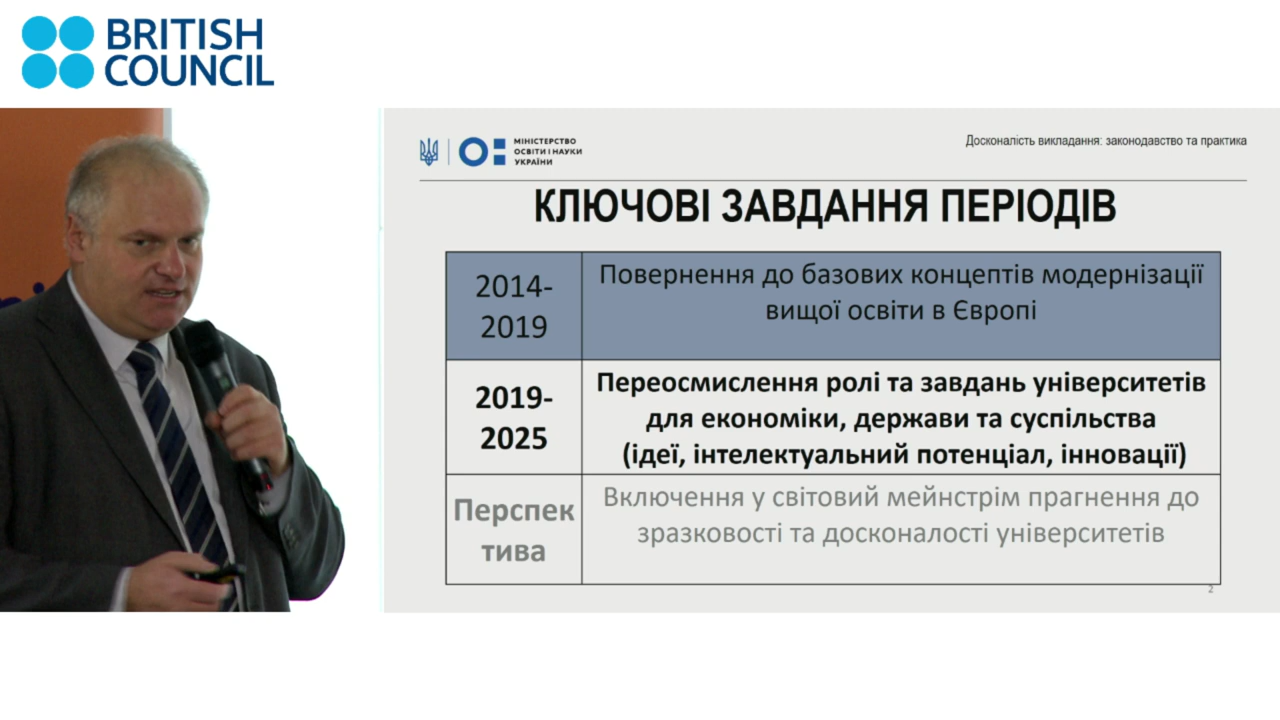 BRITISH
COUNCIL
МІНІСТЕРСТВО
ОСВІТИ І НАУКИ
УКРАЇНИ
Досконалість викладання: законодавство та практика
КЛЮЧОВІ ЗАВДАННЯ ПЕРІОДІВ
2014-
2019
Повернення до базових концептів модернізації
вищої освіти в Європі
2019-
2025
Переосмислення ролі та завдань університетів
для економіки, держави та суспільства
(ідеї, інтелектуальний потенціал, інновації)
Перспек
тива
Включення у світовий мейнстрім прагнення до
зразковості та досконалості університетів
2